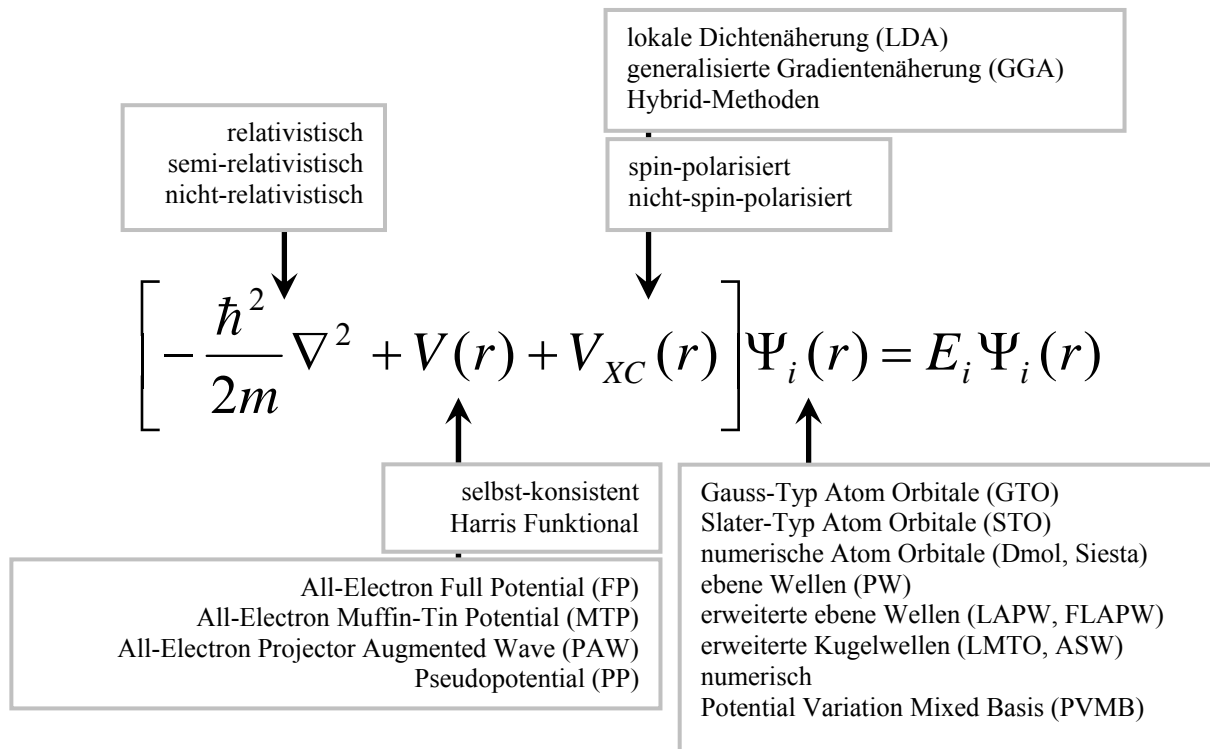 lokale Dichtenäherung (LDA)
generalisierte Gradientenäherung (GGA)
Hybrid-Methoden
relativistisch
semi-relativistisch
nicht-relativistisch
spin-polarisiert
nicht-spin-polarisiert
[−ħ²/2m ∇² + V(r) + V_XC(r)]Ψ_i(r) = E_iΨ_i(r)
selbst-konsistent
Harris Funktional
All-Electron Full Potential (FP)
All-Electron Muffin-Tin Potential (MTP)
All-Electron Projector Augmented Wave (PAW)
Pseudopotential (PP)
Gauss-Typ Atom Orbitale (GTO)
Slater-Typ Atom Orbitale (STO)
numerische Atom Orbitale (Dmol, Siesta)
ebene Wellen (PW)
erweiterte ebene Wellen (LAPW, FLAPW)
erweiterte Kugelwellen (LMTO, ASW)
numerisch
Potential Variation Mixed Basis (PVMB)